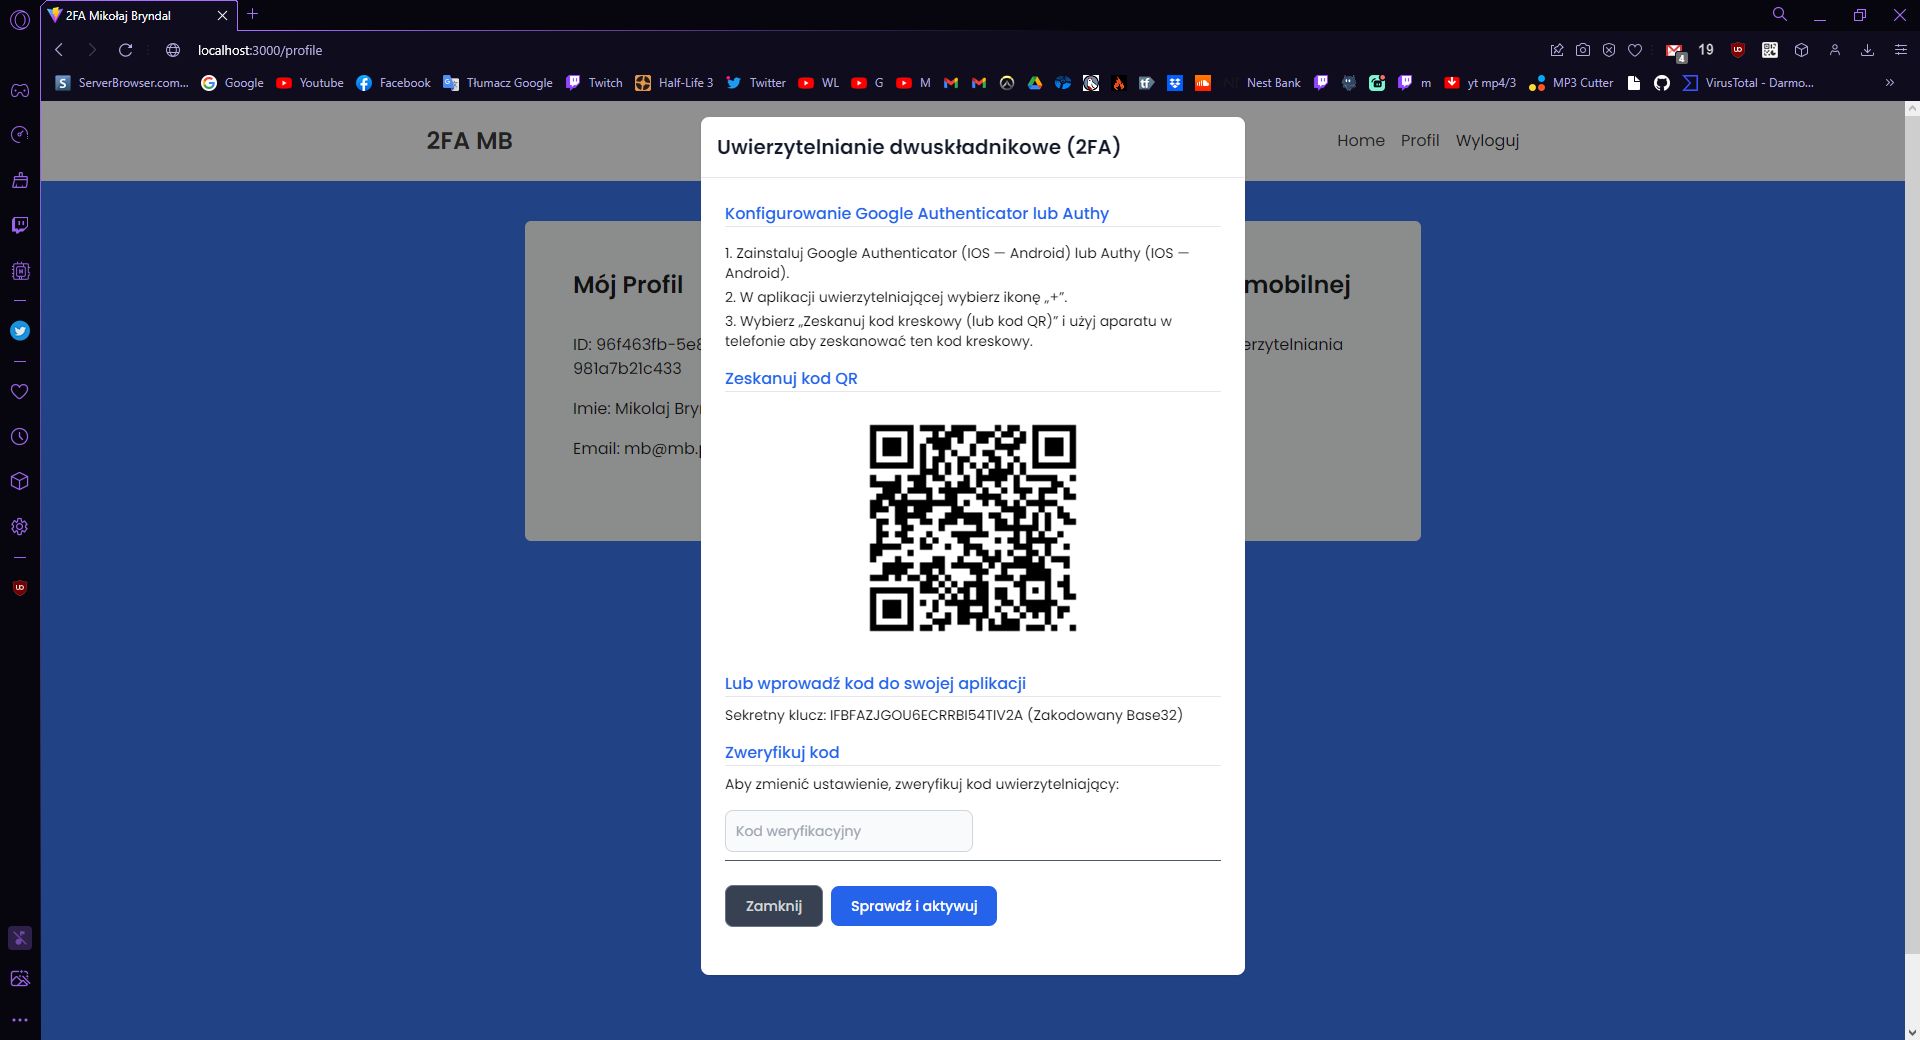 2FA Mikołaj Bryndal
localhost:3000/profile
4
19
ServerBrowser.com...
Google
Youtube
Facebook
Tłumacz Google
Twitch
Half-Life 3
Twitter
WL
G
M
Nest Bank
m
yt mp4/3
MP3 Cutter
VirusTotal - Darmo...
2FA MB
Home
Profil
Wyloguj
Mój Profil
ID: 96f463fb-5e8
981a7b21c433
Imie: Mikolaj Bry
Email: mb@mb.p
Uwierzytelnianie dwuskładnikowe (2FA)
Konfigurowanie Google Authenticator lub Authy
1. Zainstaluj Google Authenticator (IOS — Android) lub Authy (IOS —
Android).
2. W aplikacji uwierzytelniającej wybierz ikonę „+”.
3. Wybierz „Zeskanuj kod kreskowy (lub kod QR)” i użyj aparatu w
telefonie aby zeskanować ten kod kreskowy.
Zeskanuj kod QR
Lub wprowadź kod do swojej aplikacji
Sekretny klucz: IFBFAZJGOU6ECRRBI54TIV2A (Zakodowany Base32)
Zweryfikuj kod
Aby zmienić ustawienie, zweryfikuj kod uwierzytelniający:
Kod weryfikacyjny
Zamknij
Sprawdź i aktywuj
mobilnej
erzytelniania